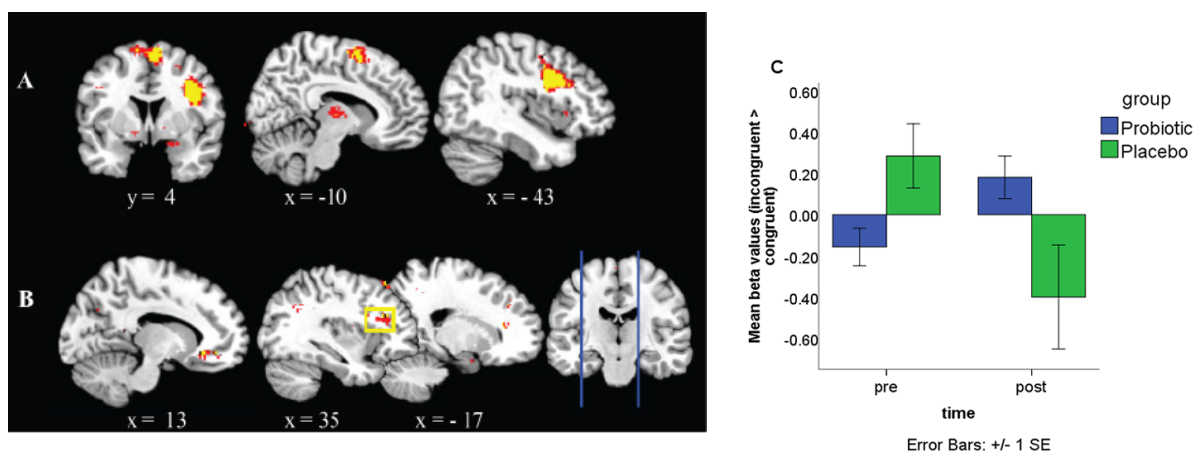 A
y = 4
x = -10
x = - 43
B
x = 13
x = 35
x = - 17
C
Mean beta values (incongruent >
congruent)
0.60
0.40
0.20
0.00
-0.20
-0.40
-0.60
pre
post
time
group
Probiotic
Placebo
Error Bars: +/- 1 SE